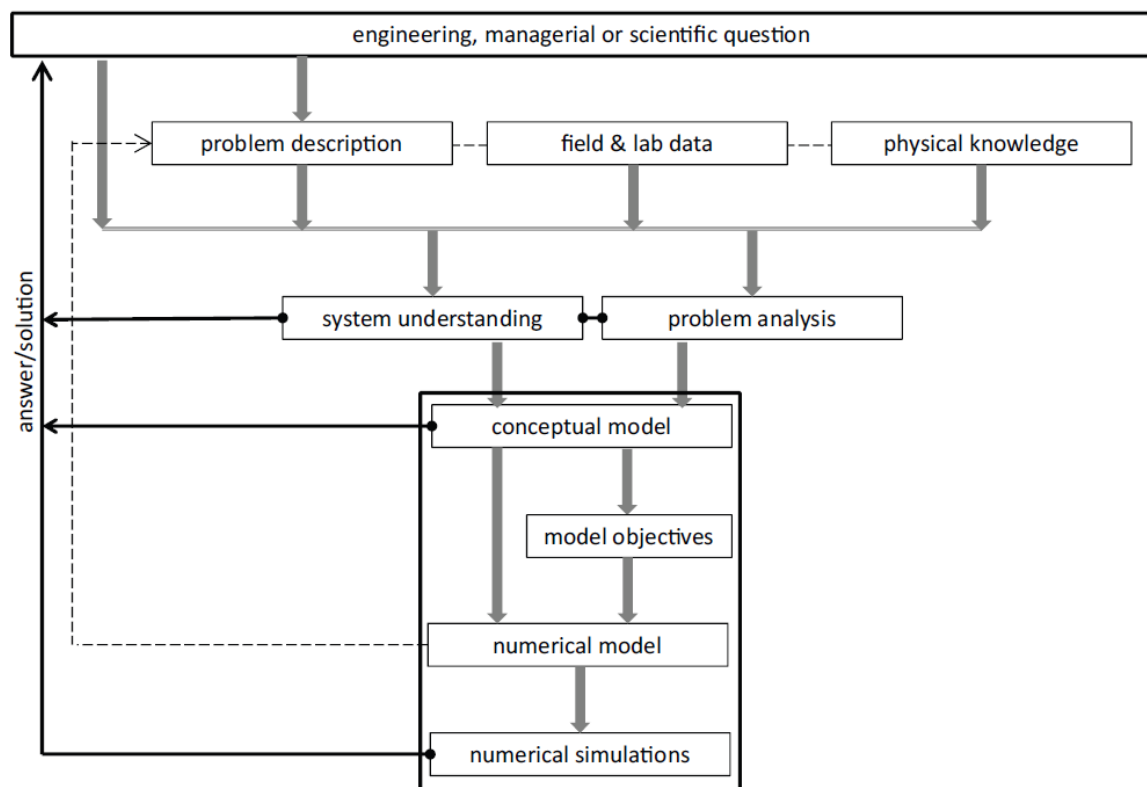 engineering, managerial or scientific question
problem description
field & lab data
physical knowledge
answer/solution
system understanding
problem analysis
conceptual model
model objectives
numerical model
numerical simulations